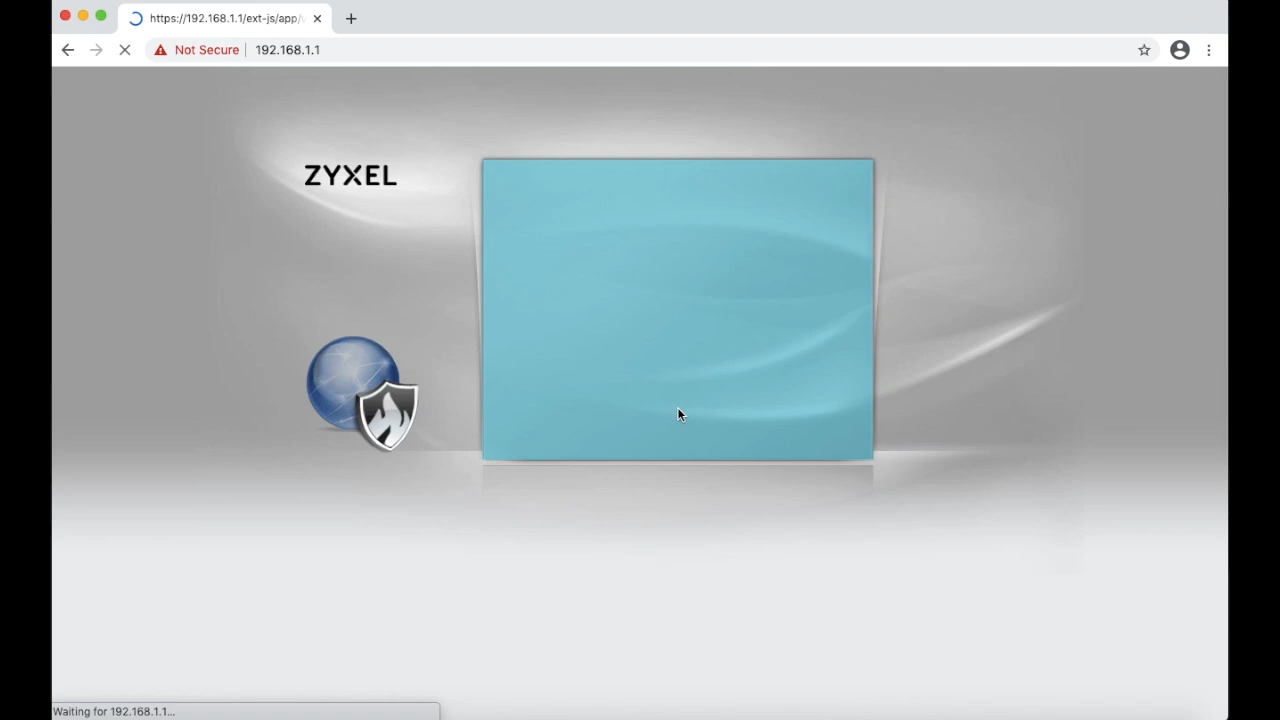 https://192.168.1.1/ext-js/app/
Not Secure
192.168.1.1
ZYXEL
Waiting for 192.168.1.1...